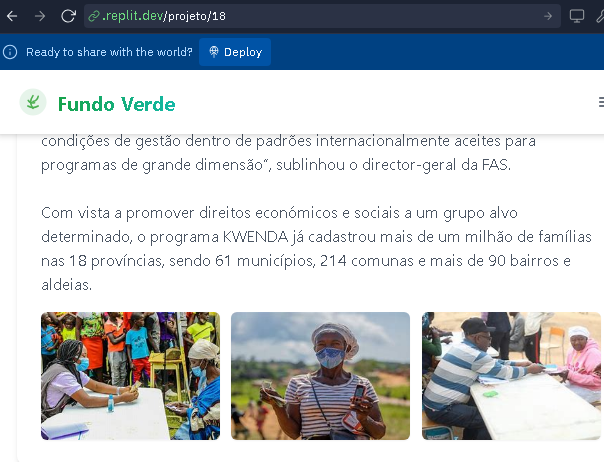 .replit.dev/projeto/18
Ready to share with the world? Deploy
Fundo Verde
condições de gestão dentro de padrões internacionalmente aceites para
programas de grande dimensão”, sublinhou o director-geral da FAS.
Com vista a promover direitos económicos e sociais a um grupo alvo
determinado, o programa KWENDA já cadastrou mais de um milhão de famílias
nas 18 províncias, sendo 61 municípios, 214 comunas e mais de 90 bairros e
aldeias.